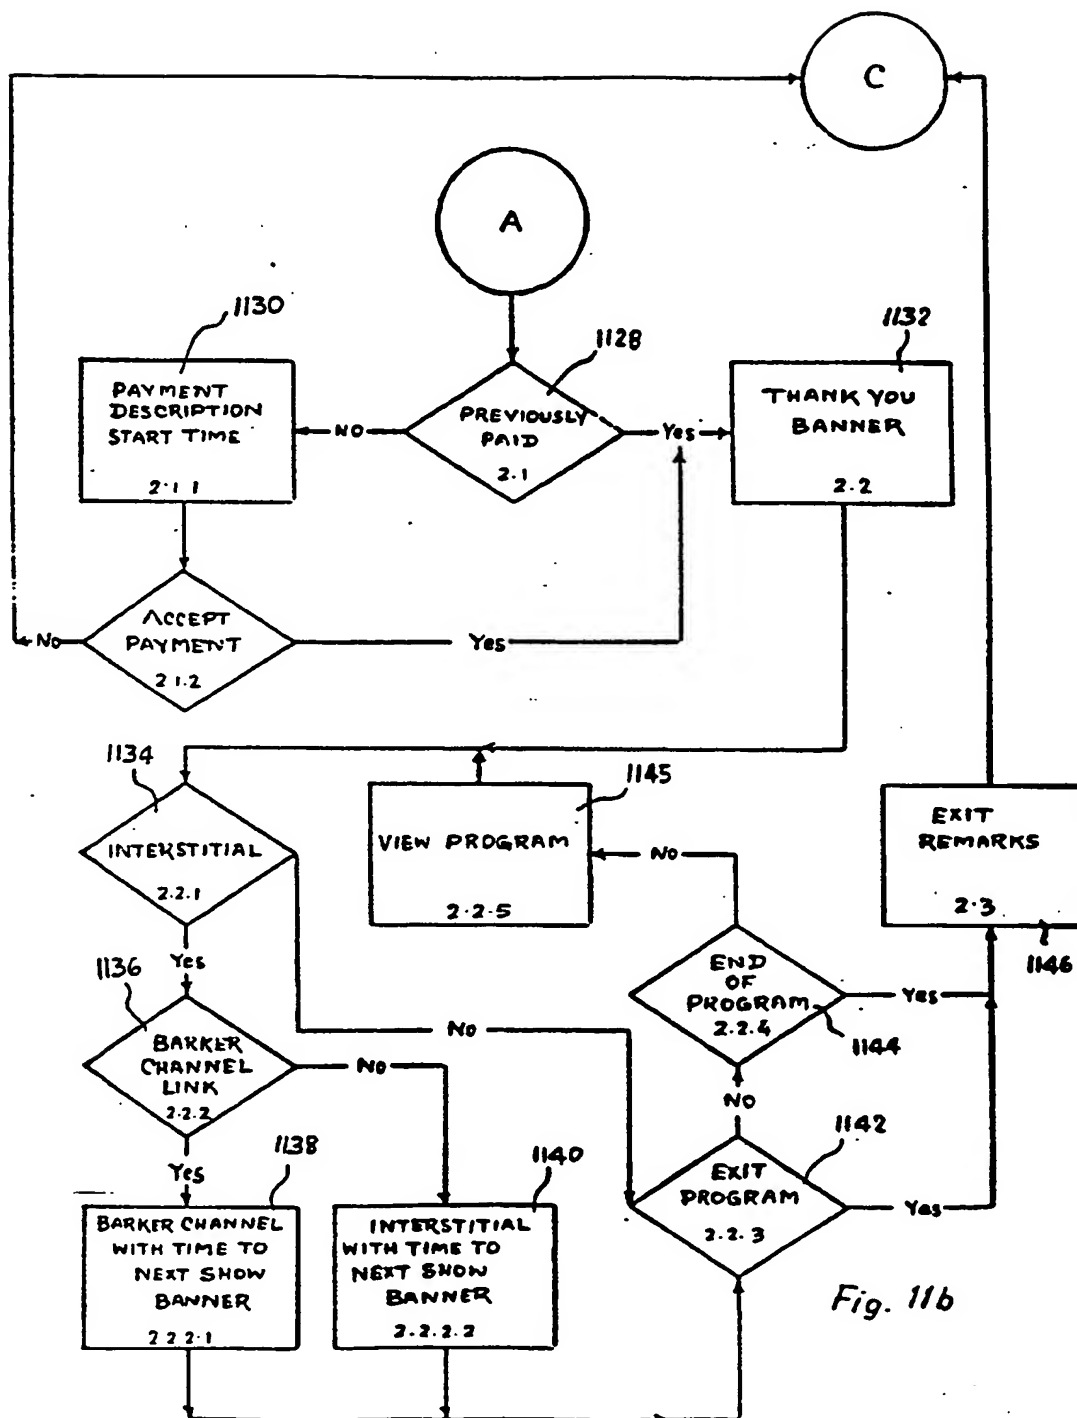 C
A
1130
1128
1132
PAYMENT
DESCRIPTION
START TIME
2.1.1
NO
PREVIOUSLY
PAID
2.1
Yes
THANK YOU
BANNER
2.2
ACCEPT
PAYMENT
2 1.2
No
Yes
1134
INTERSTITIAL
2.2.1
1145
VIEW PROGRAM
2.2.5
EXIT
REMARKS
2.3
1146
No
Yes
1136
BARKER
CHANNEL
LINK
2.2.2
No
No
END
OF
PROGRAM
2.2.4
Yes
1144
NO
Yes
1138
BARKER CHANNEL
WITH TIME TO
NEXT SHOW
BANNER
2 2 2.1
1140
INTERSTITIAL
WITH TIME TO
NEXT SHOW
BANNER
2.2.2.2
1142
EXIT
PROGRAM
2.2.3
Yes
Fig. 11b